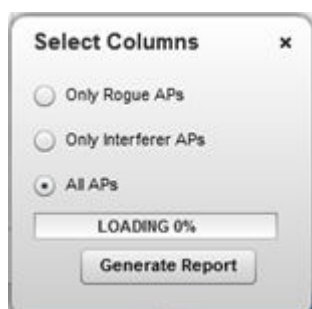 Select Columns ×
Only Rogue APs
Only Interferer APs
All APs
LOADING 0%
Generate Report